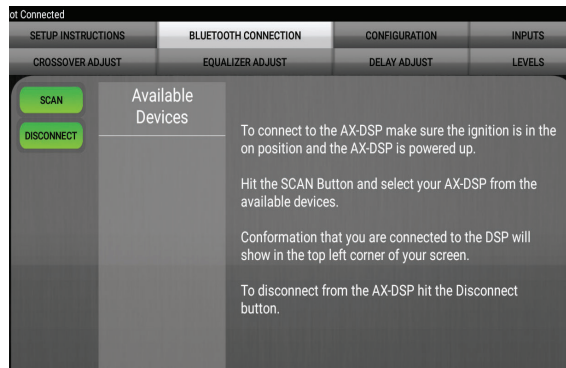 ot Connected
SETUP INSTRUCTIONS
BLUETOOTH CONNECTION
CONFIGURATION
INPUTS
CROSSOVER ADJUST
EQUALIZER ADJUST
DELAY ADJUST
LEVELS
SCAN
DISCONNECT
Available
Devices
To connect to the AX-DSP make sure the ignition is in the
on position and the AX-DSP is powered up.
Hit the SCAN Button and select your AX-DSP from the
available devices.
Conformation that you are connected to the DSP will
show in the top left corner of your screen.
To disconnect from the AX-DSP hit the Disconnect
button.